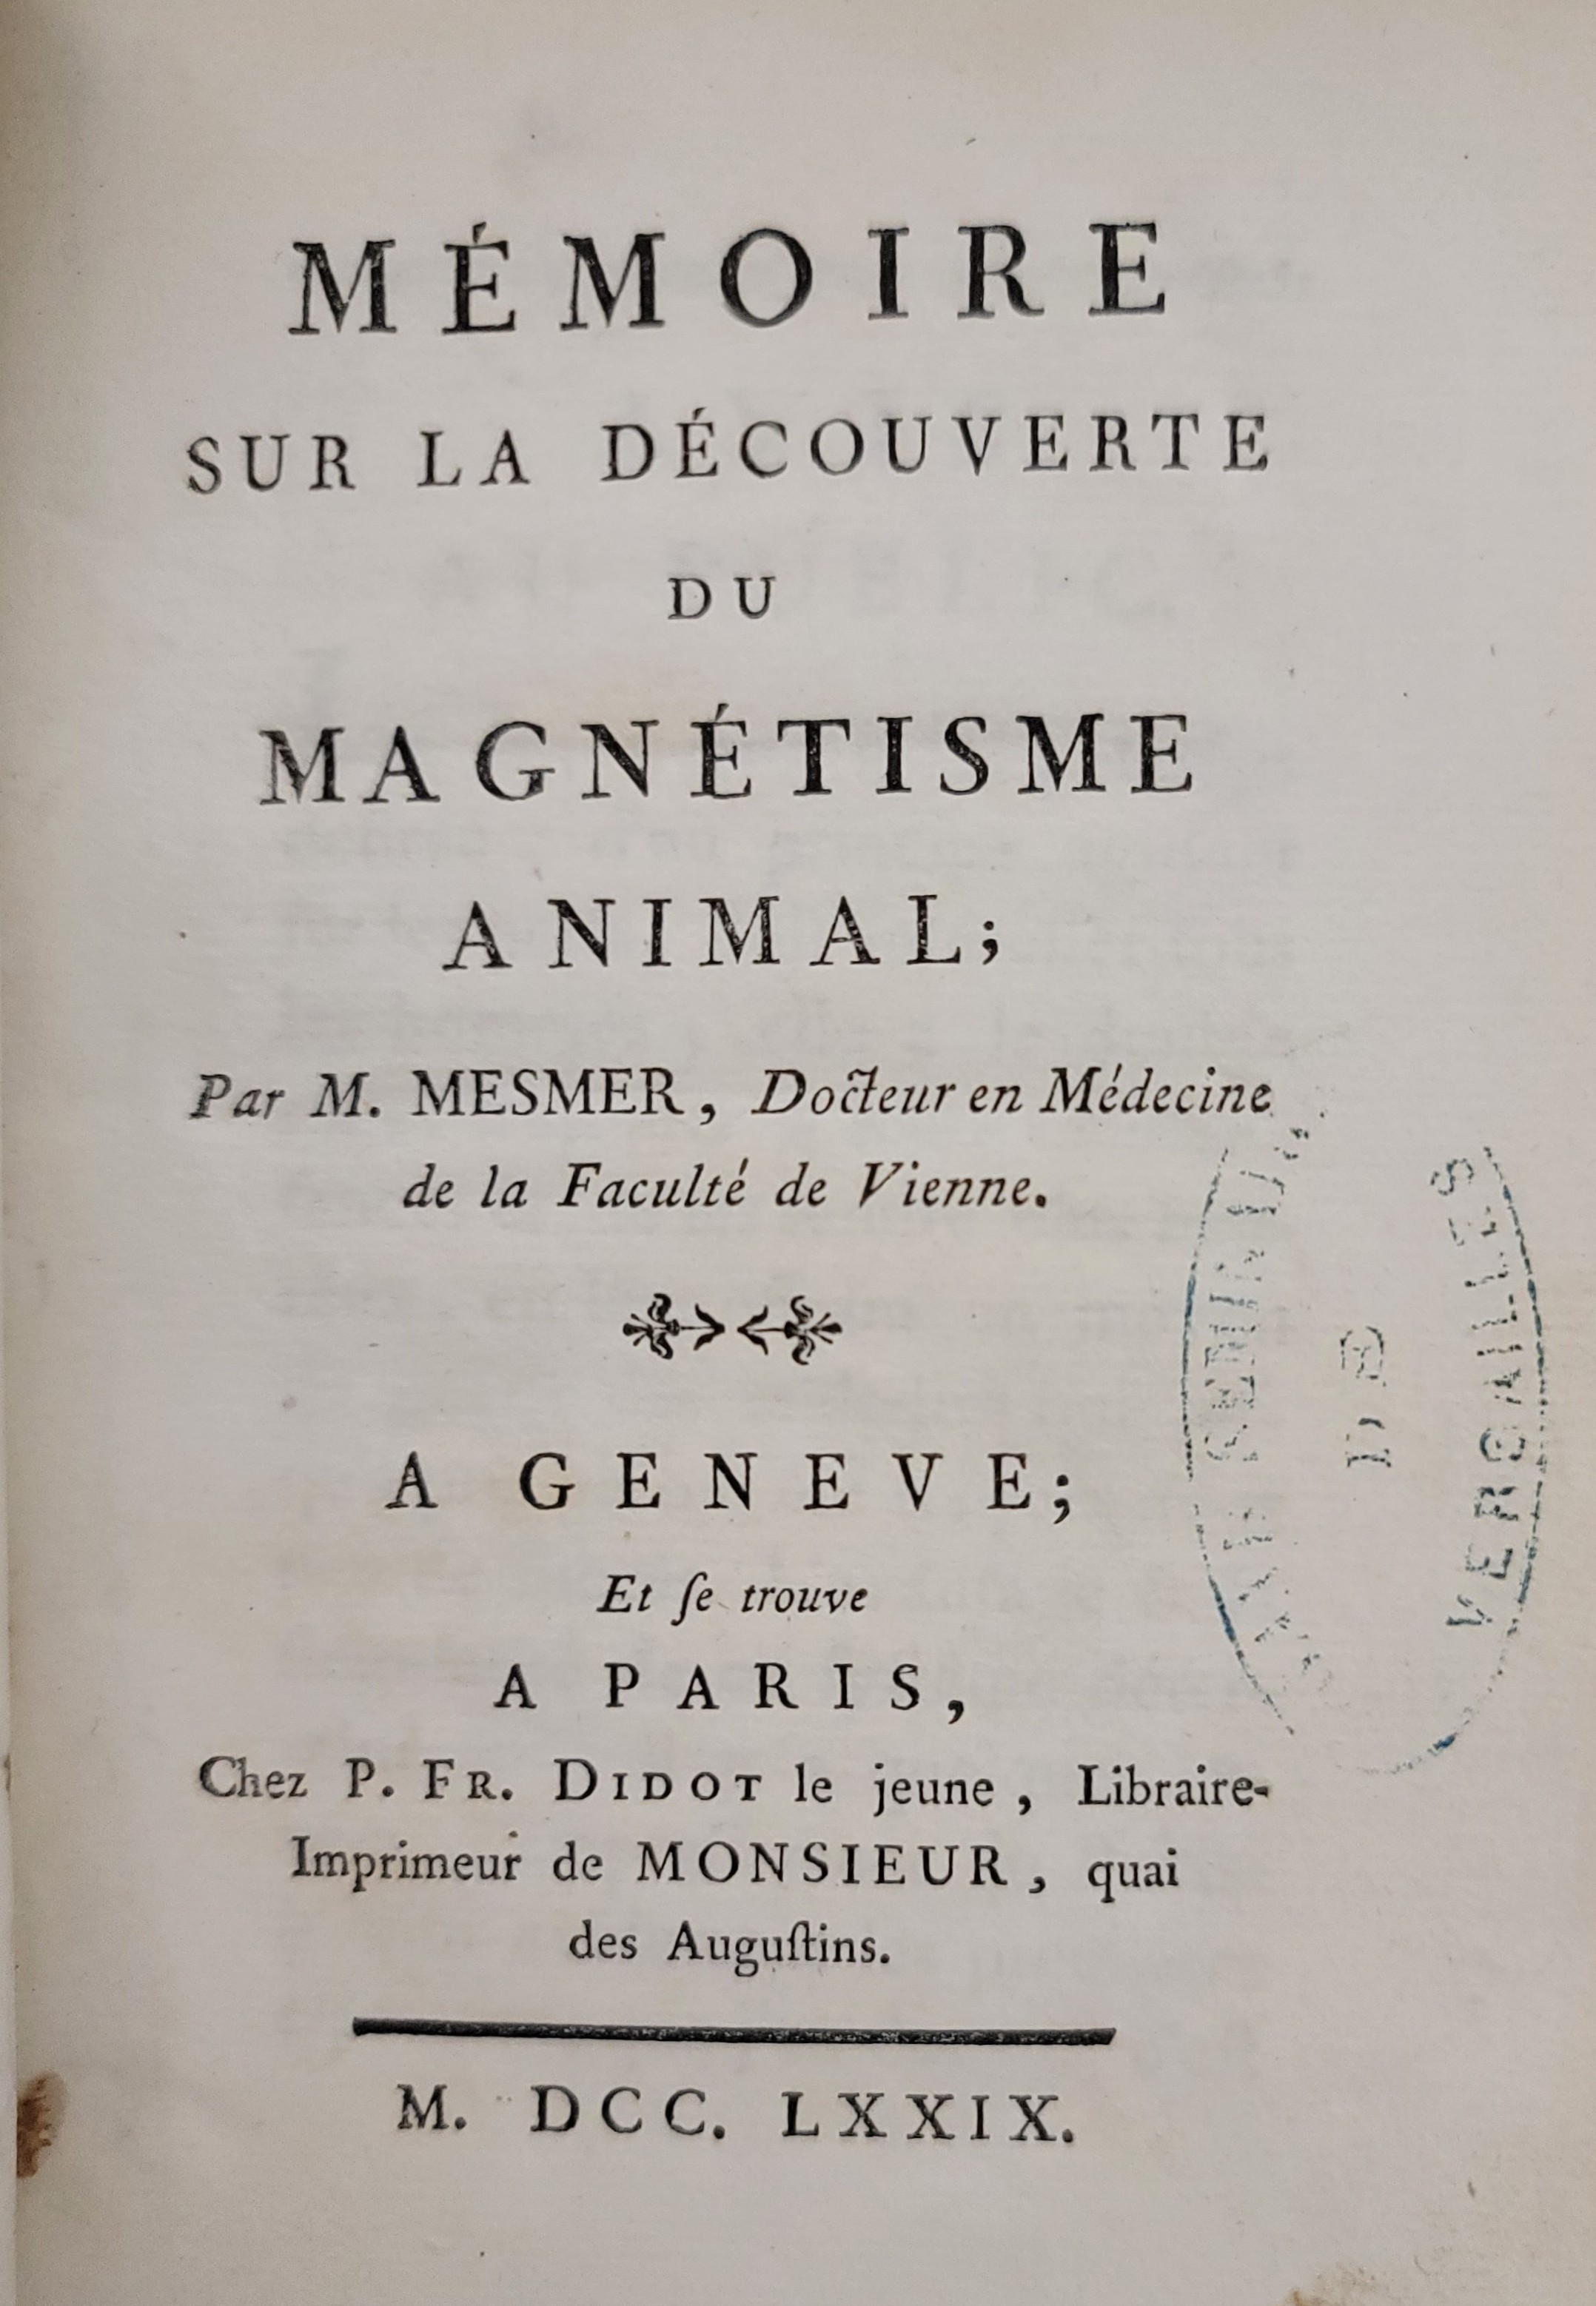 MÉMOIRE
SUR LA DÉCOUVERTE
DU
MAGNÉTISME
ANIMAL;
Par M. MESMER, Docteur en Médecine
de la Faculté de Vienne.
A GENEVE;
Et ſe trouve
A PARIS,
Chez P. FR. DIDOT le jeune, Libraire-
Imprimeur de MONSIEUR, quai
des Auguſtins.
M. DCC. LXXIX.
DE
VERSAILLES